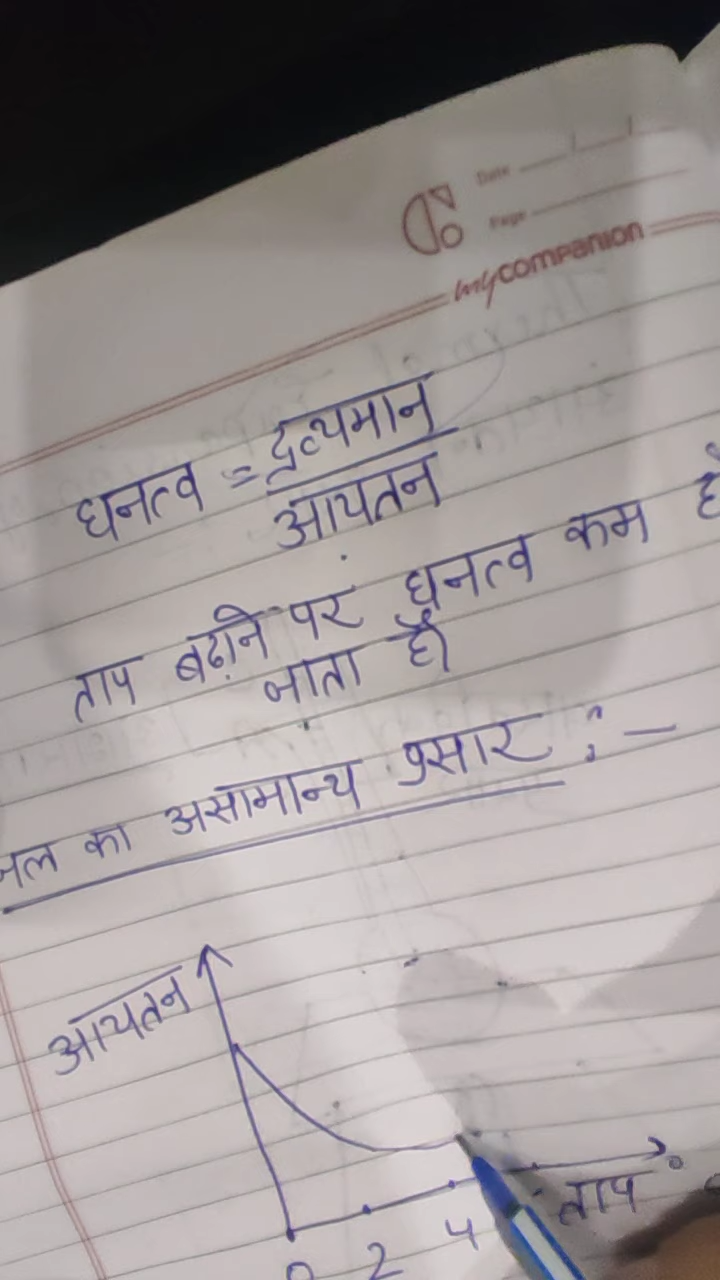 Date
Page
mycompanion
घनत्व = द्रव्यमान
आयतन
ताप बढ़ाने पर घनत्व कम हो
जाता है।
जल का असामान्य प्रसार :-
आयतन
ताप
0 2 4